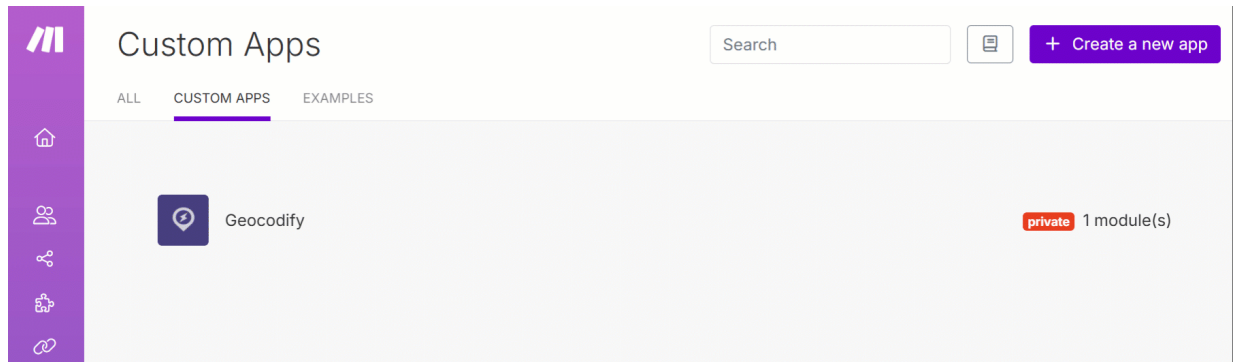 Custom Apps
Search
+ Create a new app
ALL CUSTOM APPS EXAMPLES
Geocodify
private 1 module(s)